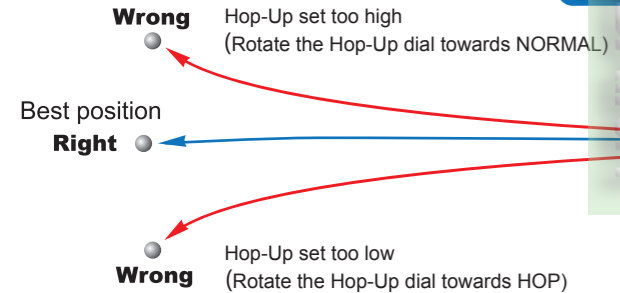 Wrong
Hop-Up set too high
(Rotate the Hop-Up dial towards NORMAL)
Best position
Right
Hop-Up set too low
Wrong
(Rotate the Hop-Up dial towards HOP)